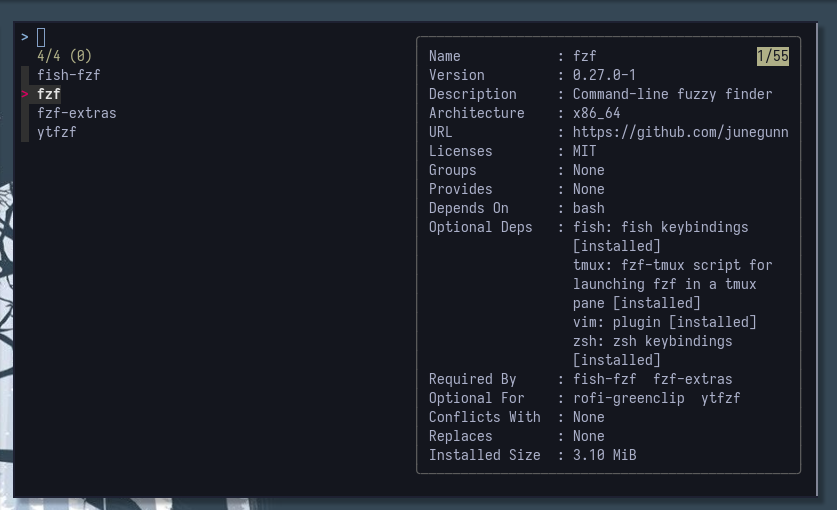 >
4/4 (0)
fish-fzf
> fzf
fzf-extras
ytfzf
1/55
Name : fzf
Version : 0.27.0-1
Description : Command-line fuzzy finder
Architecture : x86_64
URL : https://github.com/junegunn
Licenses : MIT
Groups : None
Provides : None
Depends On : bash
Optional Deps : fish: fish keybindings
[installed]
tmux: fzf-tmux script for
launching fzf in a tmux
pane [installed]
vim: plugin [installed]
zsh: zsh keybindings
[installed]
Required By : fish-fzf  fzf-extras
Optional For : rofi-greenclip  ytfzf
Conflicts With : None
Replaces : None
Installed Size : 3.10 MiB